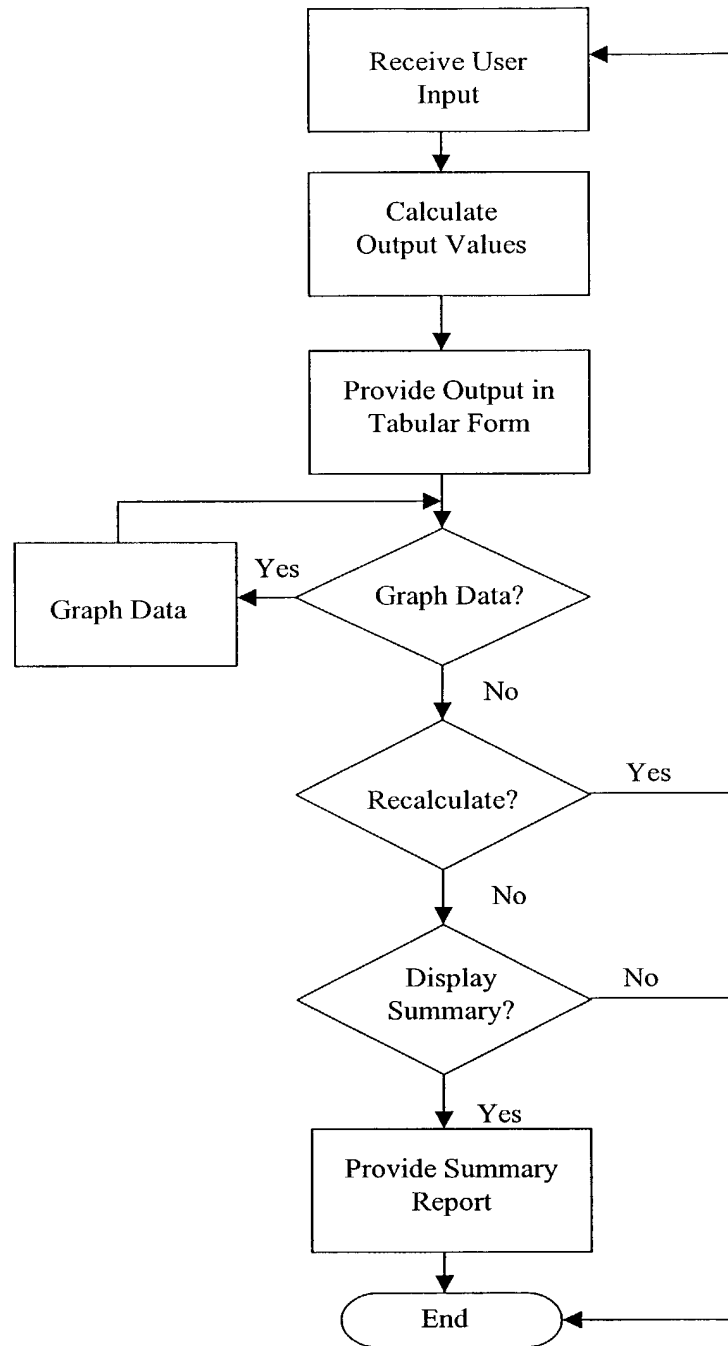 Receive User
Input
Calculate
Output Values
Provide Output in
Tabular Form
Yes
Graph Data
Graph Data?
No
Recalculate?
Yes
No
Display
Summary?
No
Yes
Provide Summary
Report
End